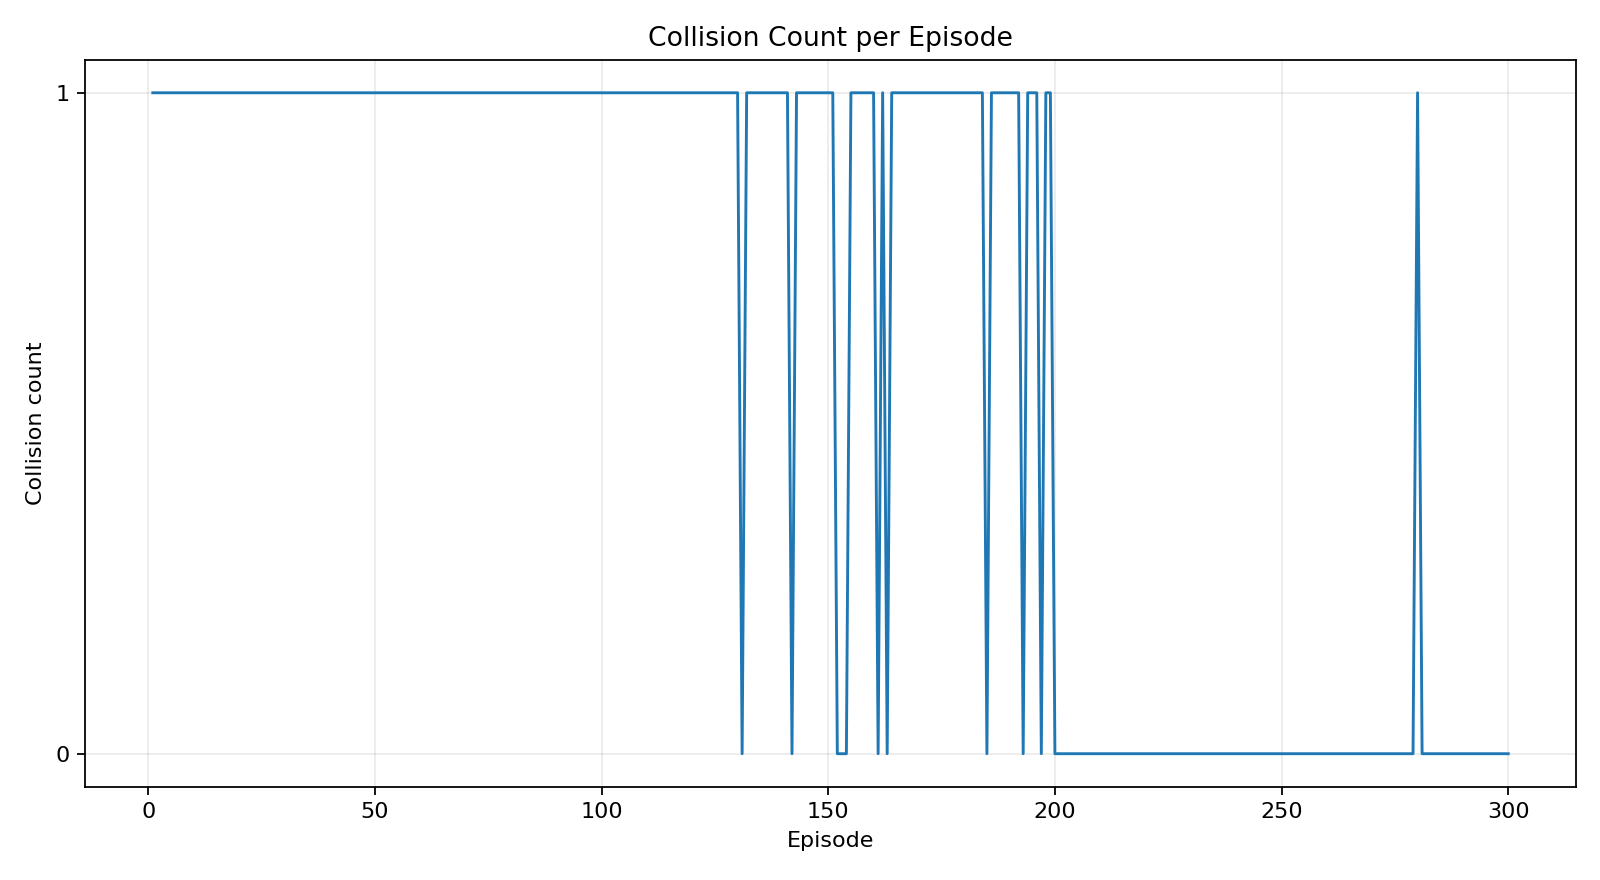 Collision Count per Episode
1
0
Collision count
0 50 100 150 200 250 300
Episode